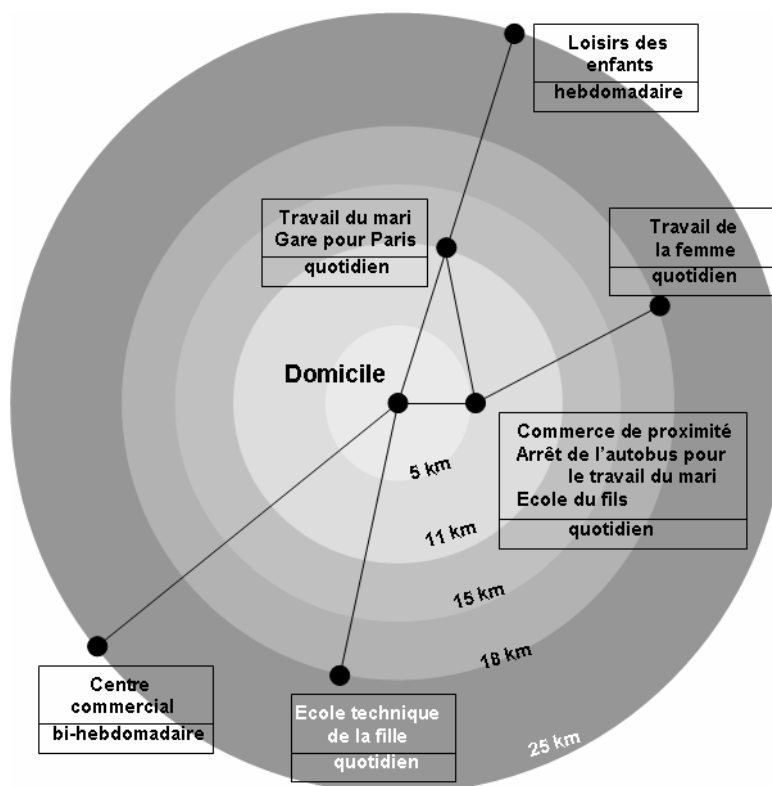 Loisirs des
enfants
hebdomadaire
Travail du mari
Gare pour Paris
quotidien
Travail de
la femme
quotidien
Domicile
Commerce de proximité
Arrêt de l'autobus pour
le travail du mari
Ecole du fils
quotidien
5 km
11 km
15 km
18 km
25 km
Centre
commercial
bi-hebdomadaire
Ecole technique
de la fille
quotidien